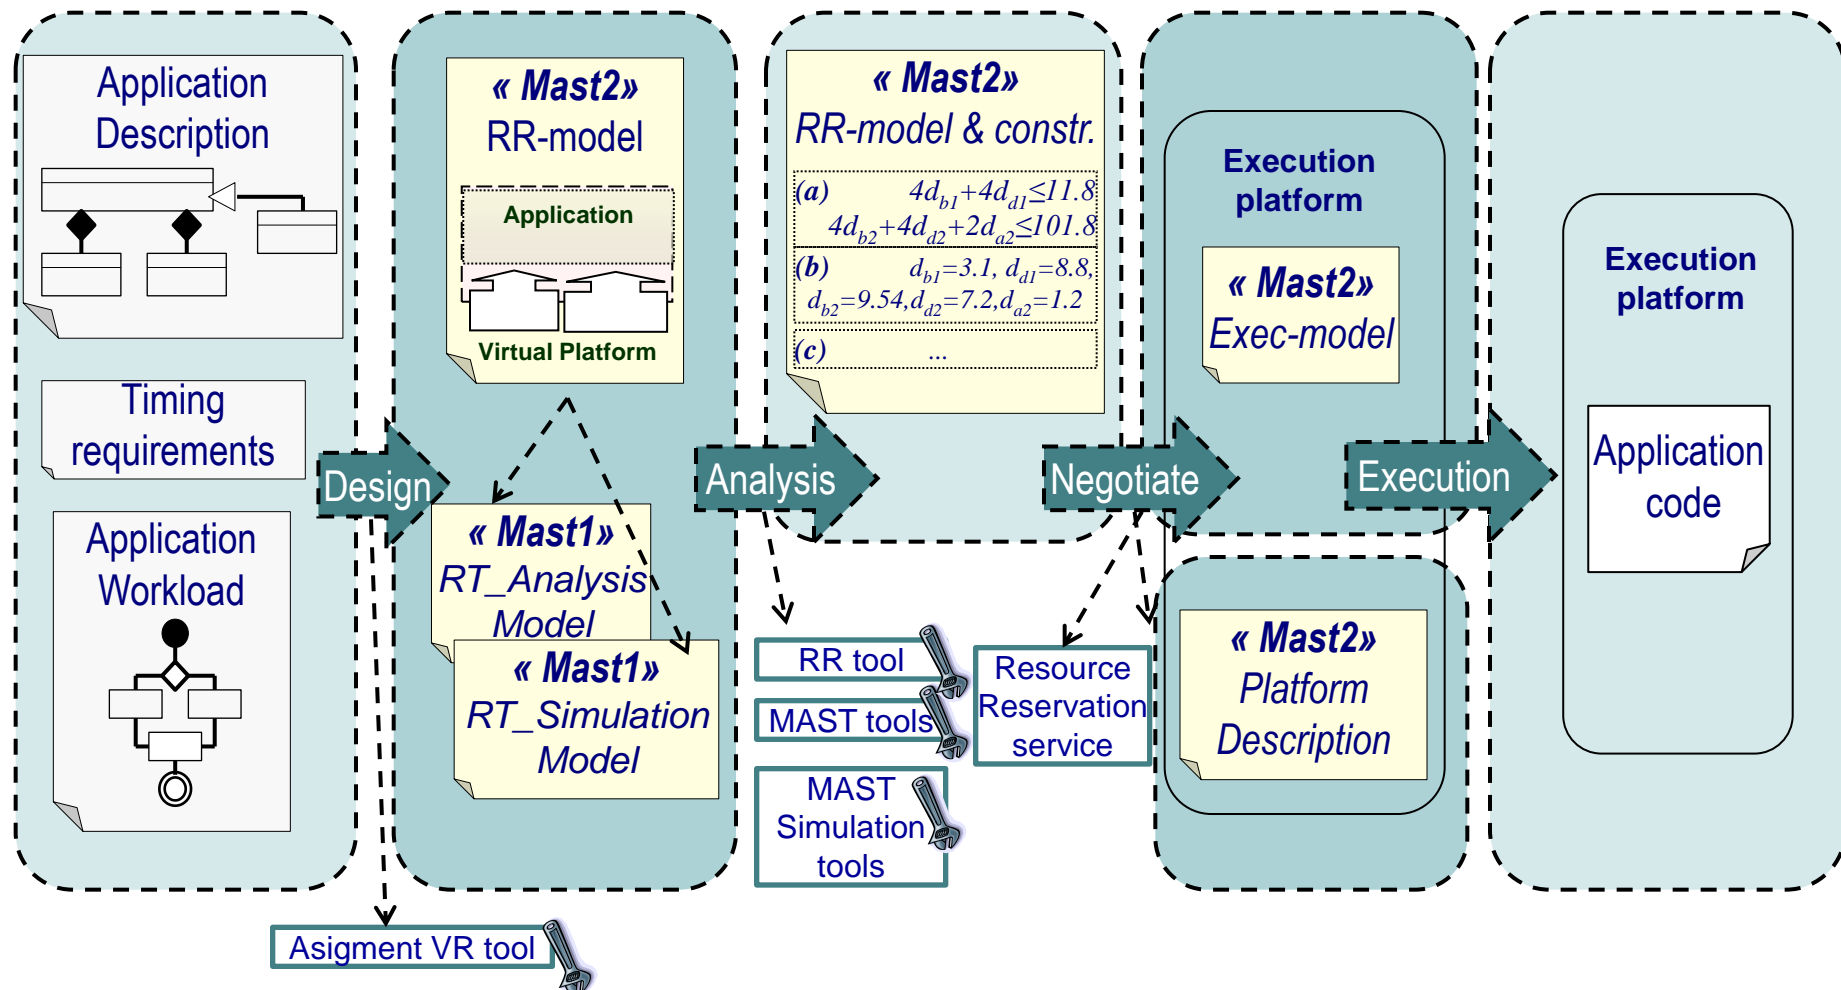 Application
Description
Timing
requirements
Application
Workload
Design
« Mast2»
RR-model
Application
Virtual Platform
« Mast1»
RT_Analysis
Model
« Mast1»
RT_Simulation
Model
Asigment VR tool
Analysis
« Mast2»
RR-model & constr.
(a) 4d_b1+4d_d1≤11.8
4d_b2+4d_d2+2d_a2≤101.8
(b) d_b1=3.1, d_d1=8.8,
d_b2=9.54,d_d2=7.2,d_a2=1.2
(c) ...
RR tool
MAST tools
MAST
Simulation
tools
Negotiate
Resource
Reservation
service
Execution
platform
« Mast2»
Exec-model
« Mast2»
Platform
Description
Execution
Execution
platform
Application
code